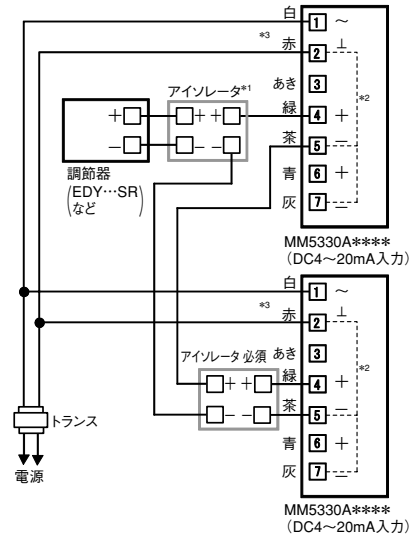 白 1 ～
*3 赤 2 ⊥
あき 3
*2
アイソレータ*1
緑 4 ＋
茶 5 －
青 6 ＋
灰 7 －
＋ ＋ ＋
－ － －
調節器
(EDY…SR)
など
MM5330A****
（DC4～20mA入力）
白 1 ～
*3 赤 2 ⊥
あき 3
*2
アイソレータ 必須
＋ ＋ 緑 4 ＋
－ － 茶 5 －
青 6 ＋
灰 7 －
トランス
電源
MM5330A****
（DC4～20mA入力）